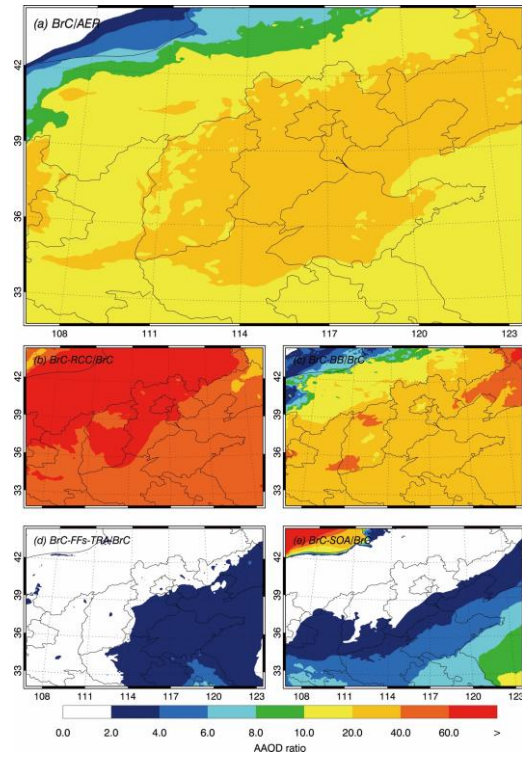 (a) BrC/AER
42
39
36
33
108 111 114 117 120 123
(b) BrC-RCC/BrC (c) BrC-BB/BrC
42 42
39 39
36 36
33 33
(d) BrC-FFs-TRA/BrC (e) BrC-SOA/BrC
42 42
39 39
36 36
33 33
108 111 114 117 120 123 108 111 114 117 120 123
0.0 2.0 4.0 6.0 8.0 10.0 20.0 40.0 60.0 >
AAOD ratio